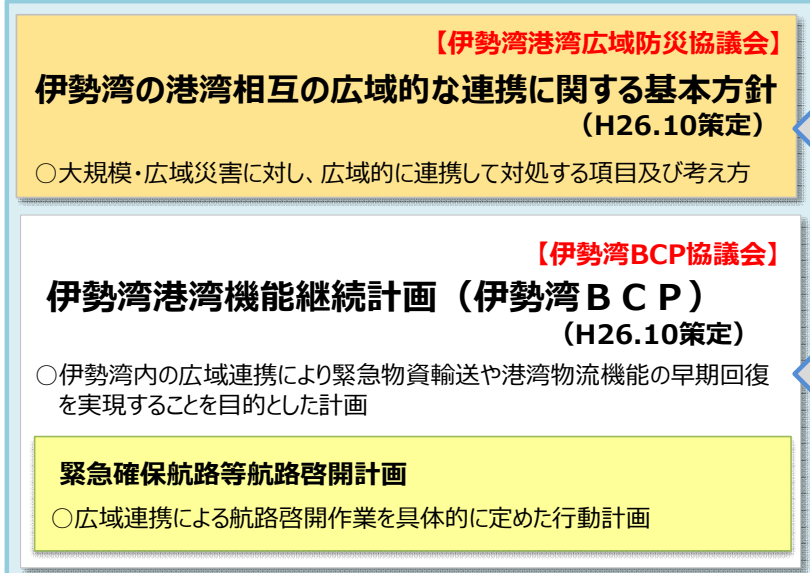 【伊勢湾港湾広域防災協議会】
伊勢湾の港湾相互の広域的な連携に関する基本方針
（H26.10策定）
○大規模・広域災害に対し、広域的に連携して対処する項目及び考え方
【伊勢湾BCP協議会】
伊勢湾港湾機能継続計画（伊勢湾ＢＣＰ）
（H26.10策定）
○伊勢湾内の広域連携により緊急物資輸送や港湾物流機能の早期回復
を実現することを目的とした計画
緊急確保航路等航路啓開計画
○広域連携による航路啓開作業を具体的に定めた行動計画